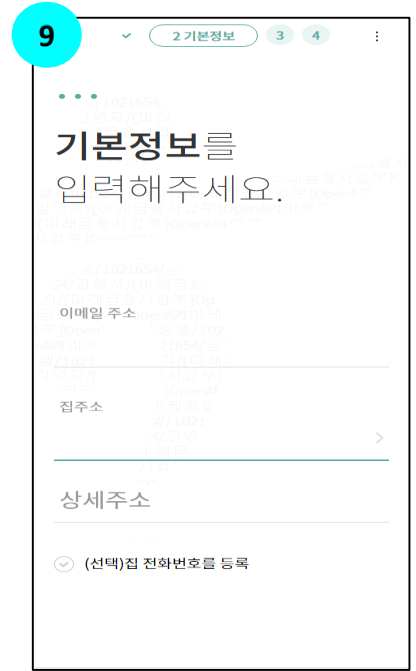 9
2 기본정보 3 4
기본정보를
입력해주세요.
이메일 주소
집주소
상세주소
(선택)집 전화번호를 등록